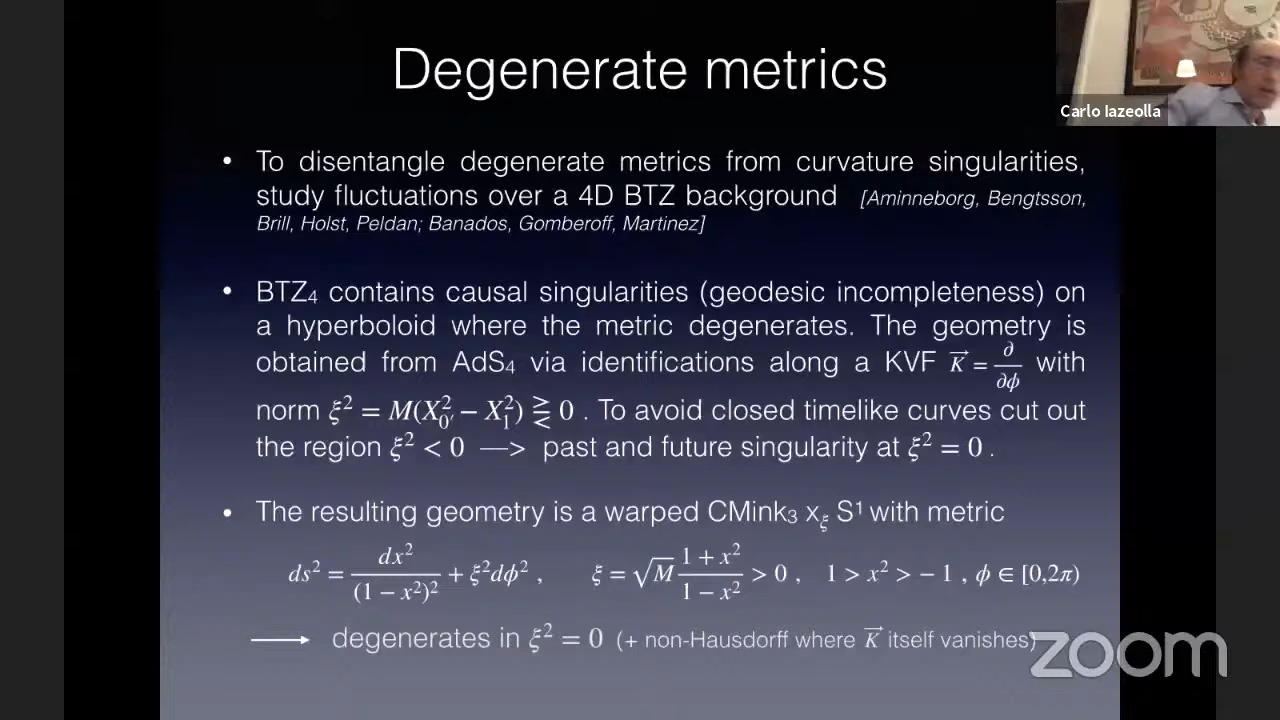 Degenerate metrics
Carlo Iazeolla
• To disentangle degenerate metrics from curvature singularities,
study fluctuations over a 4D BTZ background [Aminneborg, Bengtsson,
Brill, Holst, Peldan; Banados, Gomberoff, Martinez]
• BTZ₄ contains causal singularities (geodesic incompleteness) on
a hyperboloid where the metric degenerates. The geometry is
obtained from AdS₄ via identifications along a KVF K⃗ = ∂/∂ϕ with
norm ξ² = M(X²₀′ − X²₁) ⪌ 0 . To avoid closed timelike curves cut out
the region ξ² < 0 —> past and future singularity at ξ² = 0 .
• The resulting geometry is a warped CMink₃ x_ξ S¹ with metric
ds² = dx²/(1 − x²)² + ξ²dϕ² , ξ = √M (1 + x²)/(1 − x²) > 0 , 1 > x² > − 1 , ϕ ∈ [0,2π)
⟶ degenerates in ξ² = 0 (+ non-Hausdorff where K⃗ itself vanishes)
zoom